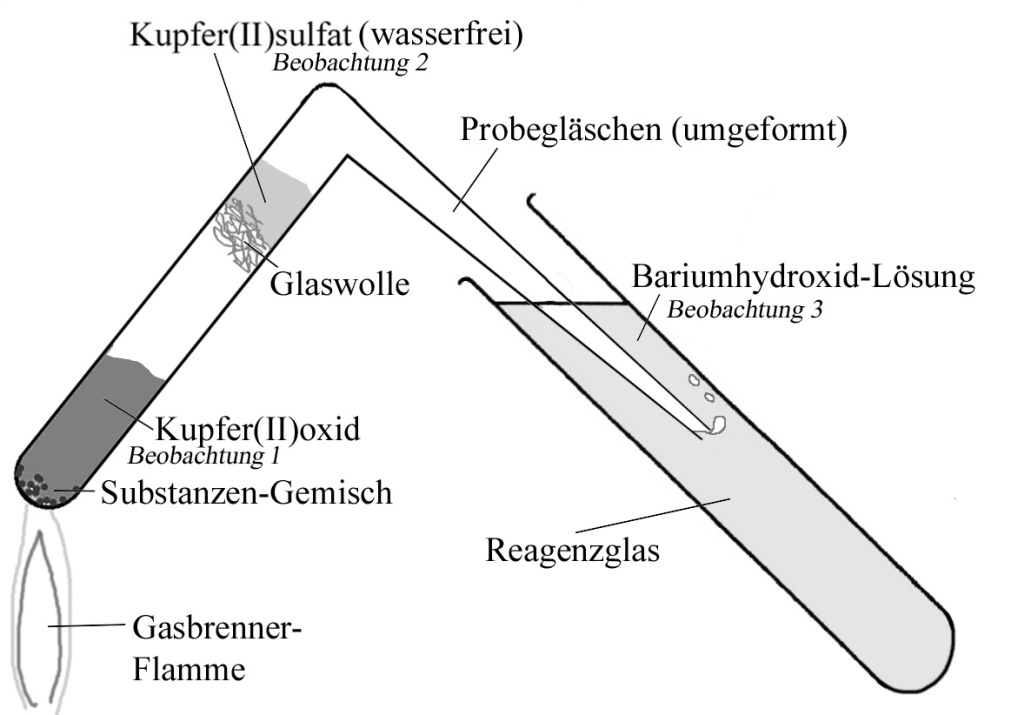 Kupfer(II)sulfat (wasserfrei)
Beobachtung 2
Probegläschen (umgeformt)
Bariumhydroxid-Lösung
Beobachtung 3
Glaswolle
Kupfer(II)oxid
Beobachtung 1
Substanzen-Gemisch
Reagenzglas
Gasbrenner-
Flamme